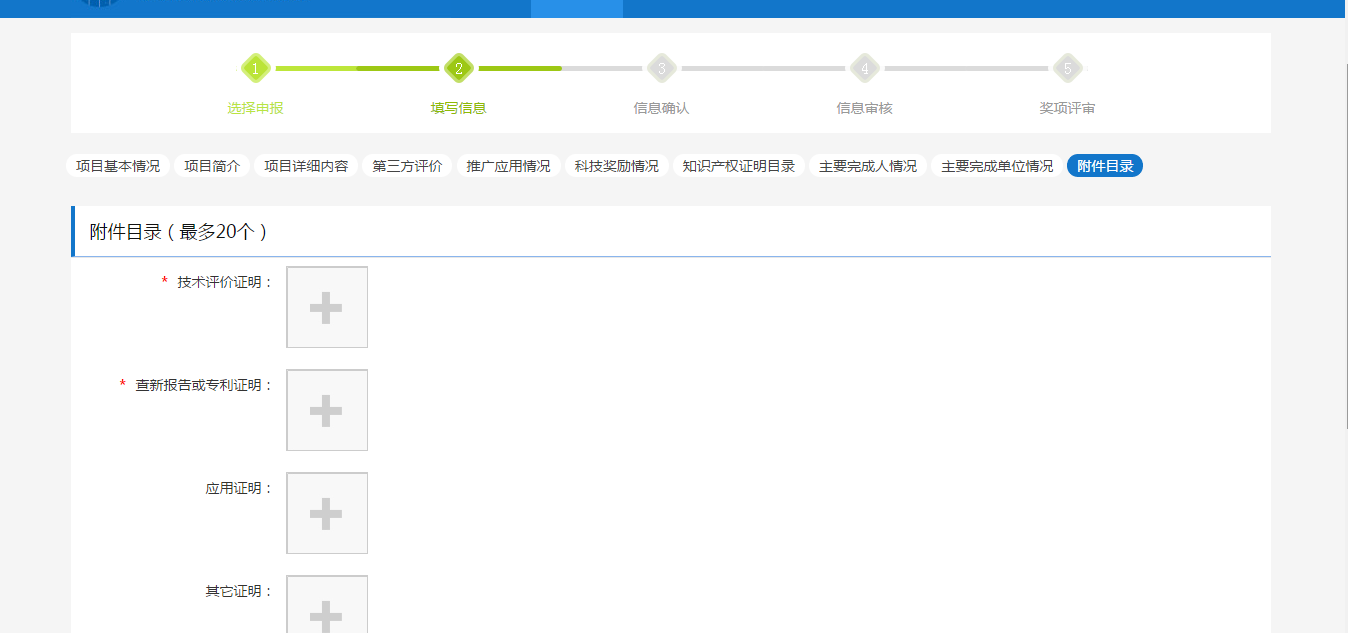 1 2 3 4 5
选择申报 填写信息 信息确认 信息审核 奖项评审
项目基本情况 项目简介 项目详细内容 第三方评价 推广应用情况 科技奖励情况 知识产权证明目录 主要完成人情况 主要完成单位情况 附件目录
附件目录（最多20个）
* 技术评价证明：
* 查新报告或专利证明：
应用证明：
其它证明：